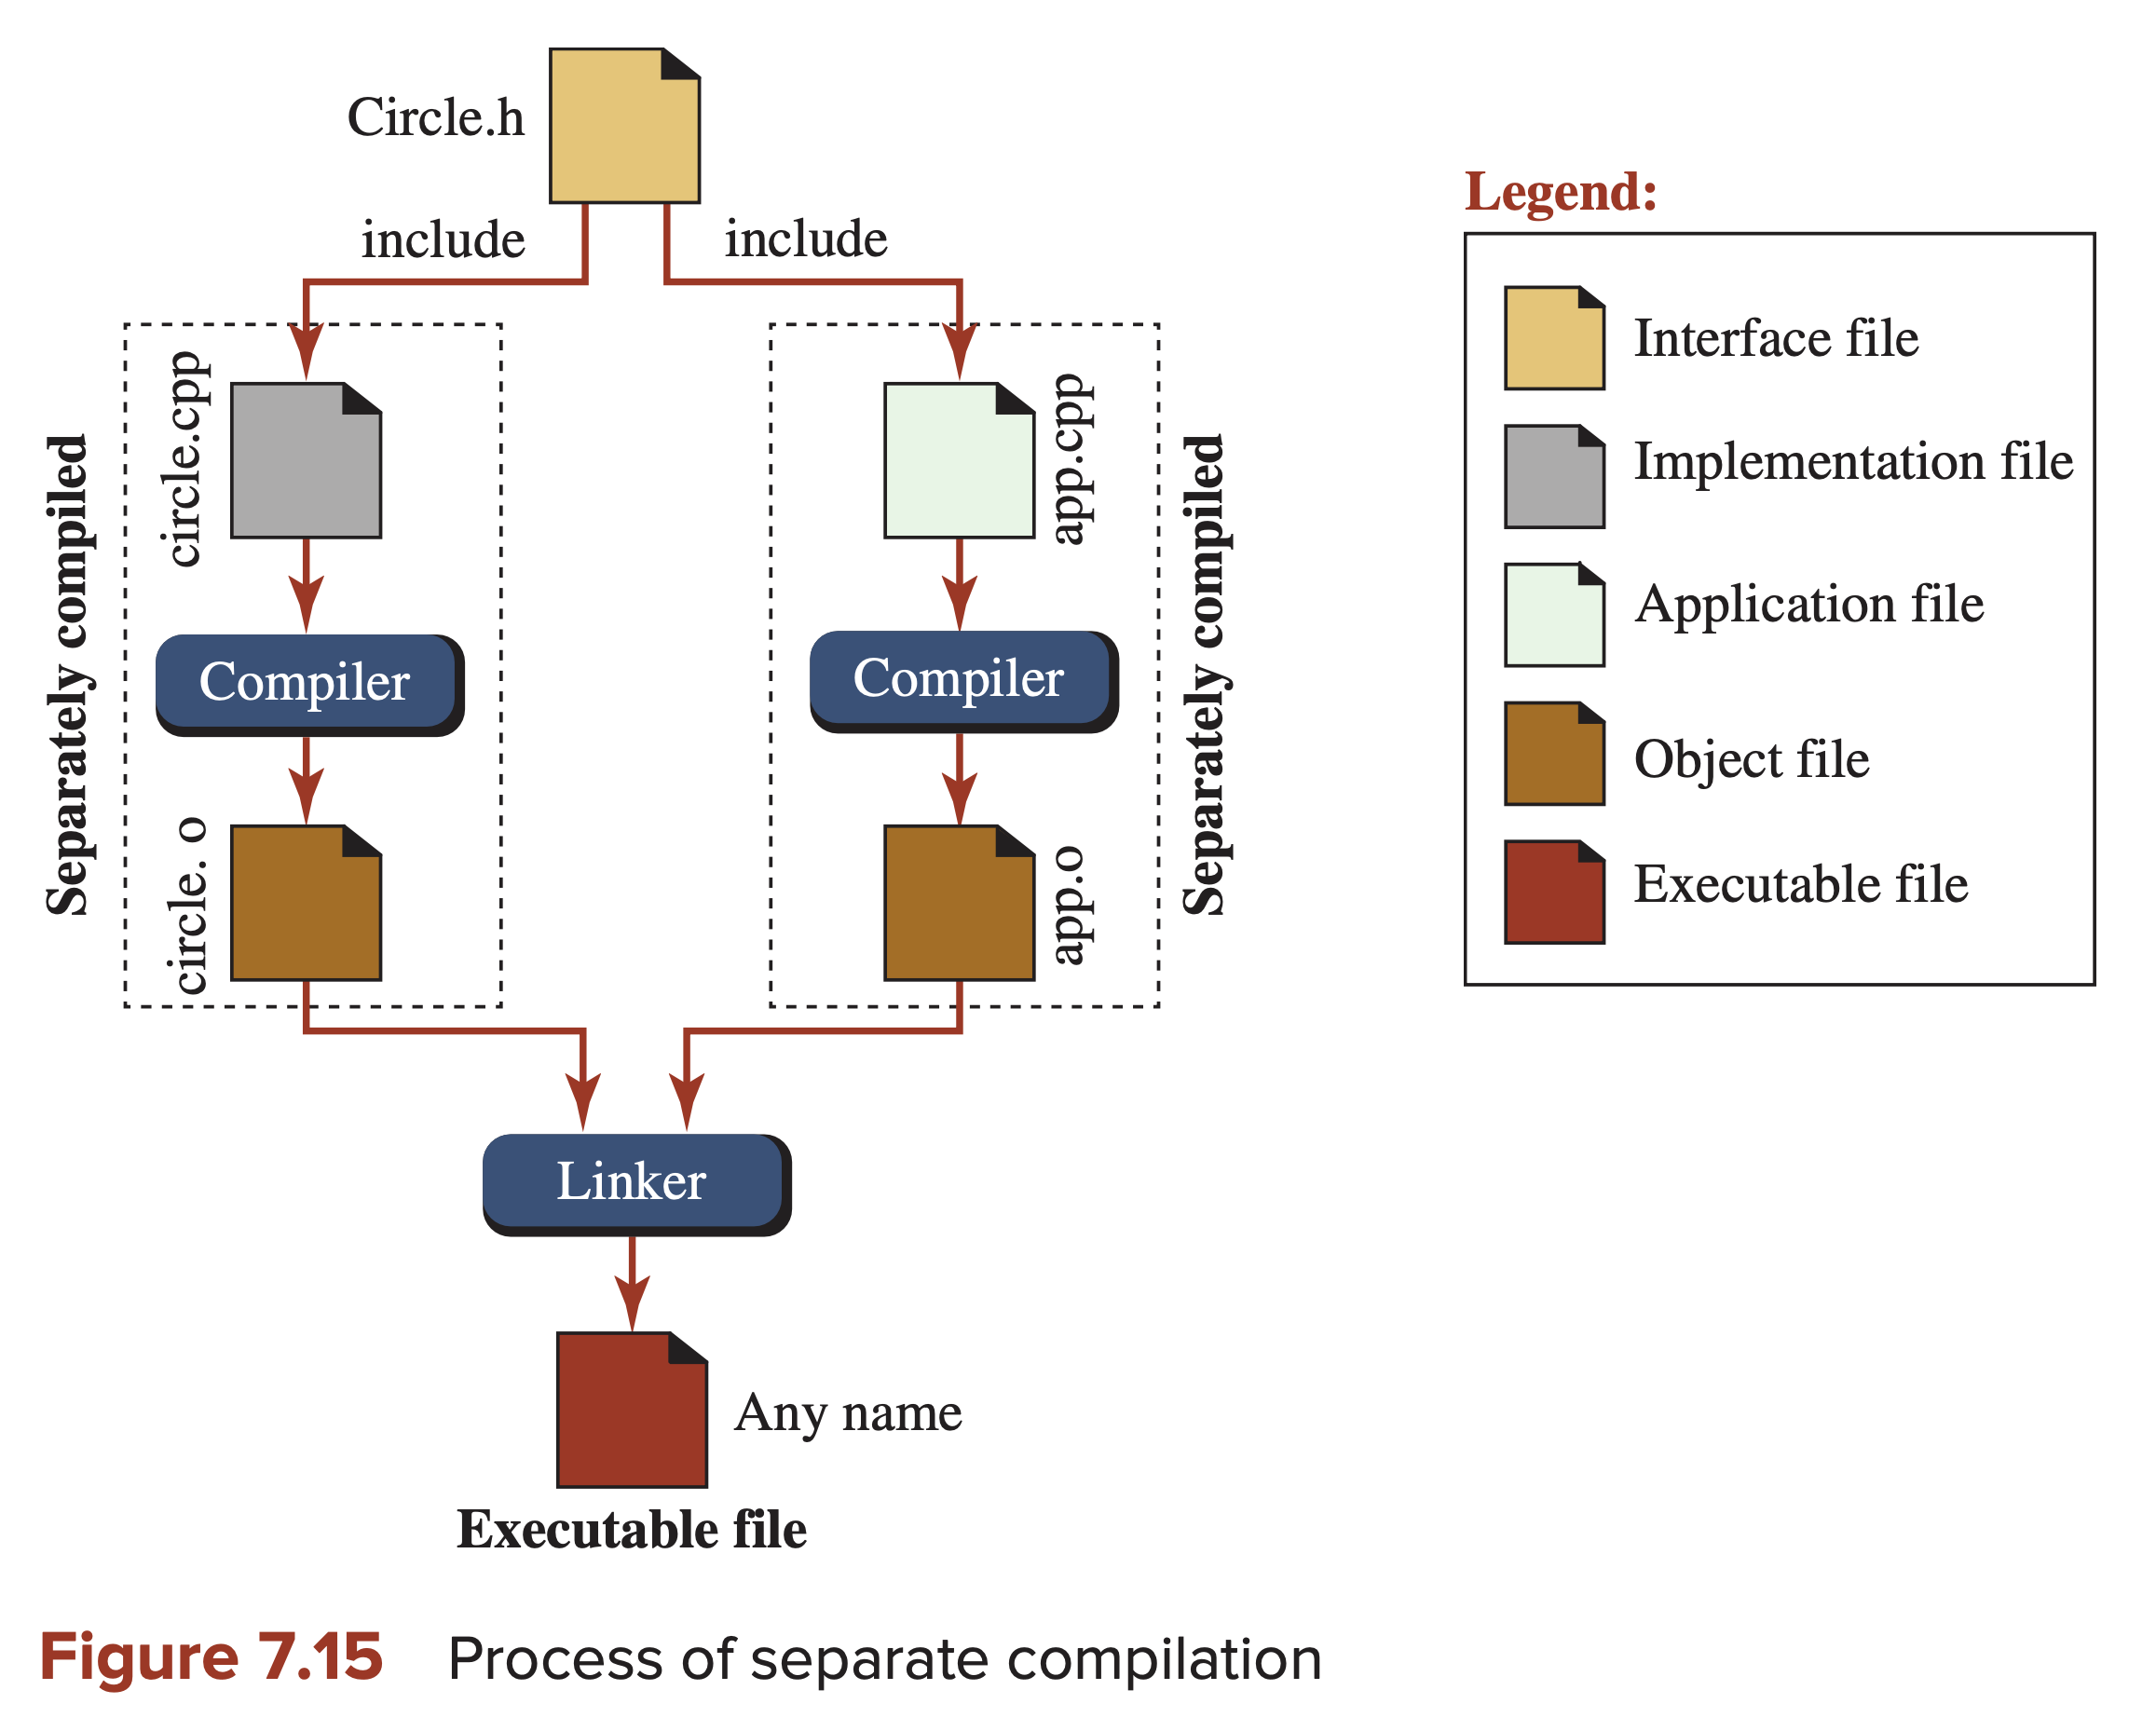 Circle.h
include
include
Legend:
Interface file
Implementation file
Application file
Object file
Executable file
Separately compiled
circle.cpp
Compiler
circle. o
app.cpp
Compiler
app.o
Separately compiled
Linker
Any name
Executable file
Figure 7.15 Process of separate compilation